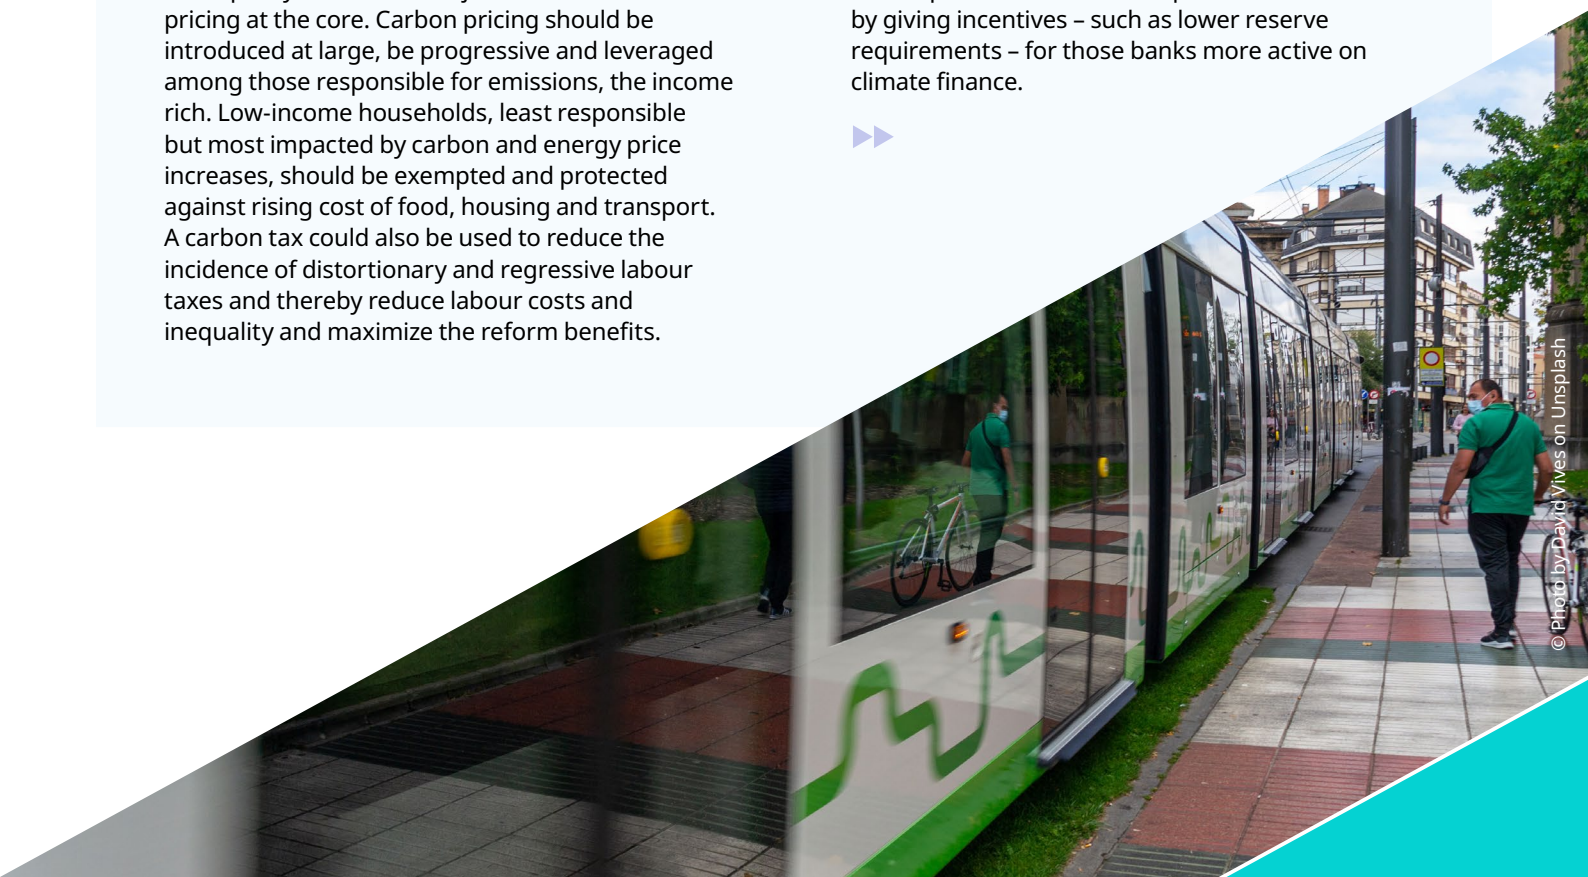 pricing at the core. Carbon pricing should be
introduced at large, be progressive and leveraged
among those responsible for emissions, the income
rich. Low-income households, least responsible
but most impacted by carbon and energy price
increases, should be exempted and protected
against rising cost of food, housing and transport.
A carbon tax could also be used to reduce the
incidence of distortionary and regressive labour
taxes and thereby reduce labour costs and
inequality and maximize the reform benefits.
by giving incentives – such as lower reserve
requirements – for those banks more active on
climate finance.
© Photo by David Vives on Unsplash